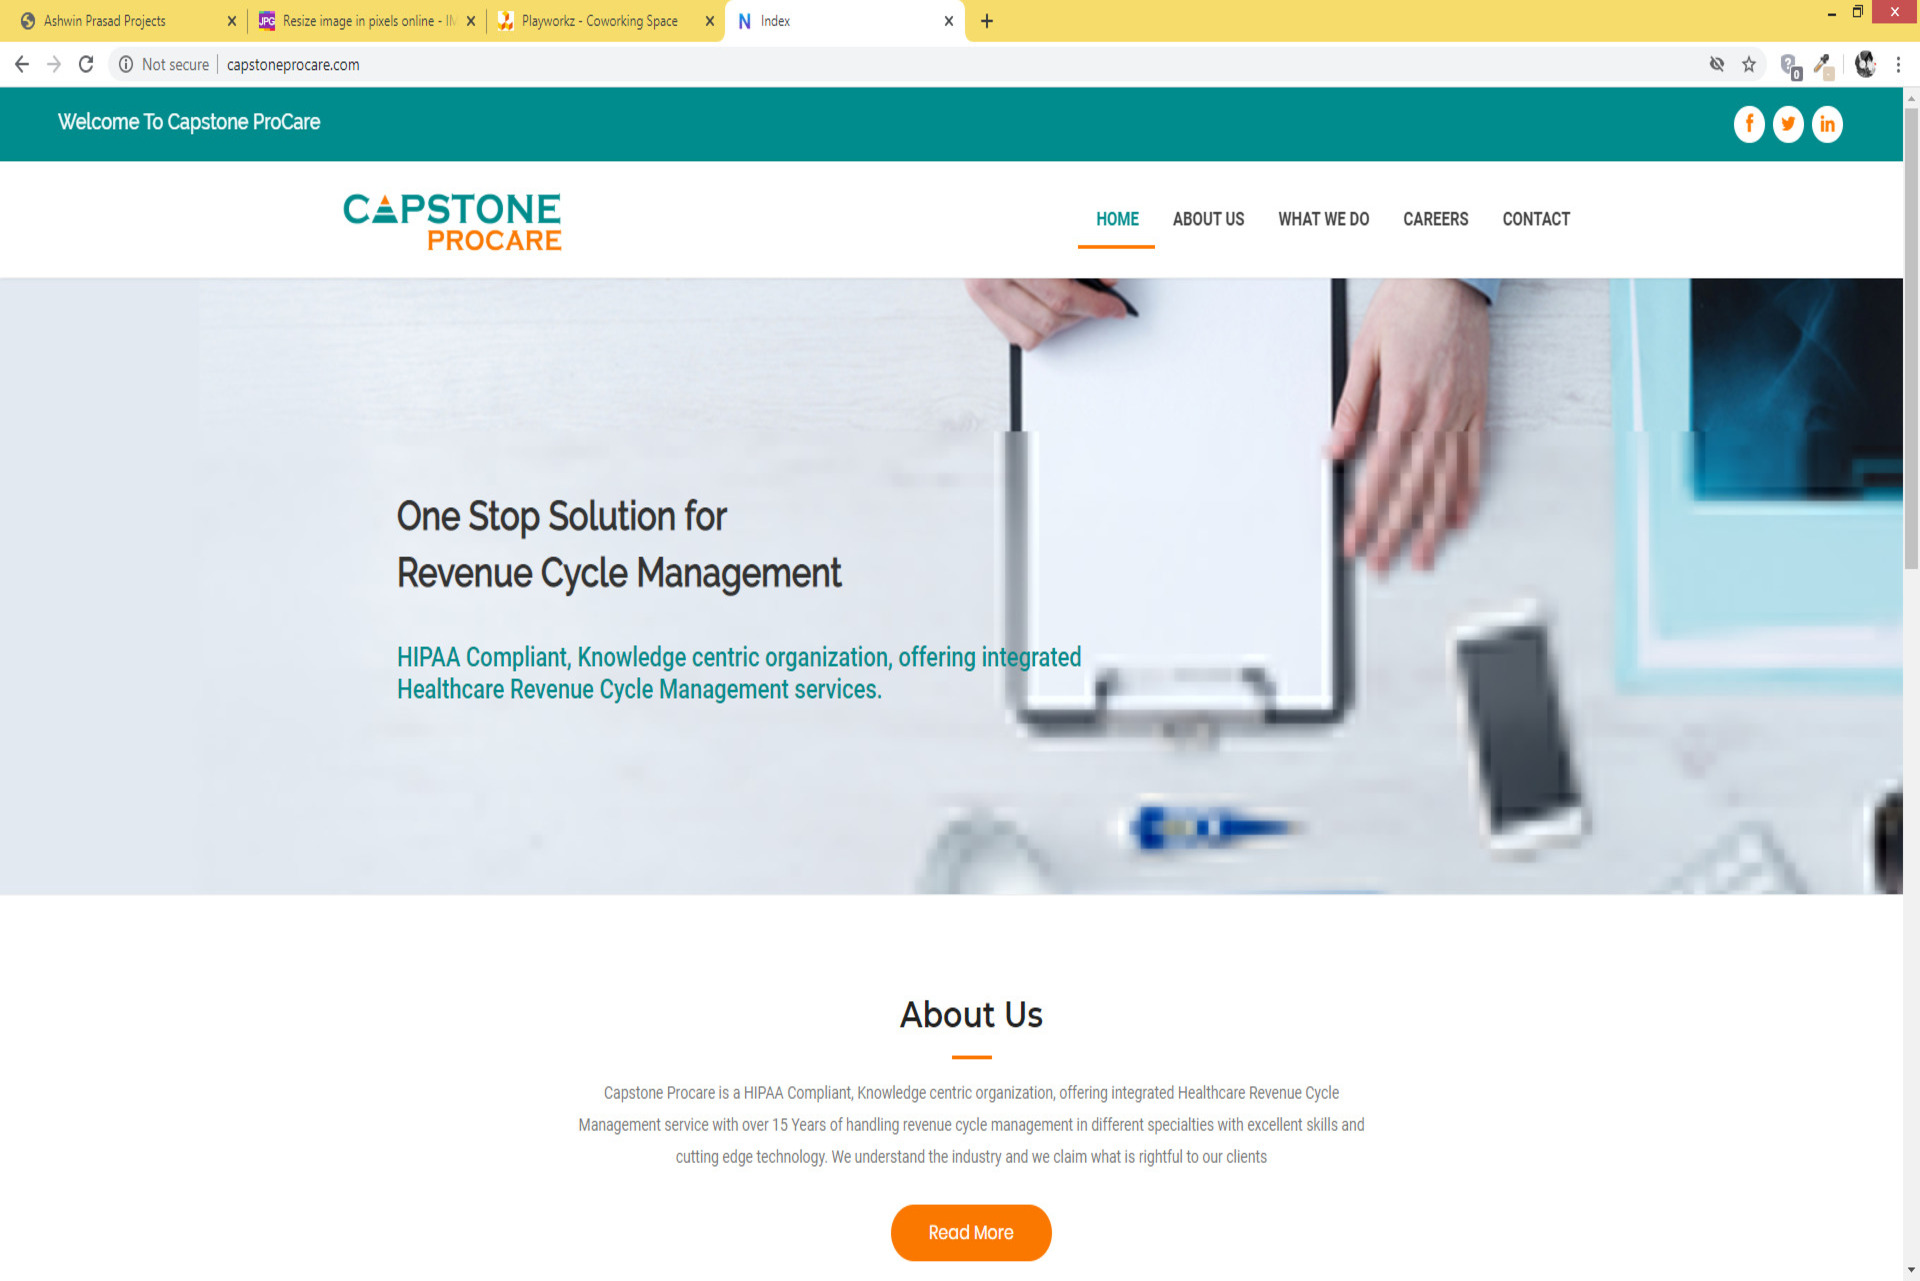 Ashwin Prasad Projects
Resize image in pixels online - IM
Playworkz - Coworking Space
Index
Not secure
capstoneprocare.com
0
Welcome To Capstone ProCare
CAPSTONE
PROCARE
HOME
ABOUT US
WHAT WE DO
CAREERS
CONTACT
One Stop Solution for
Revenue Cycle Management
HIPAA Compliant, Knowledge centric organization, offering integrated
Healthcare Revenue Cycle Management services.
About Us
Capstone Procare is a HIPAA Compliant, Knowledge centric organization, offering integrated Healthcare Revenue Cycle
Management service with over 15 Years of handling revenue cycle management in different specialties with excellent skills and
cutting edge technology. We understand the industry and we claim what is rightful to our clients
Read More